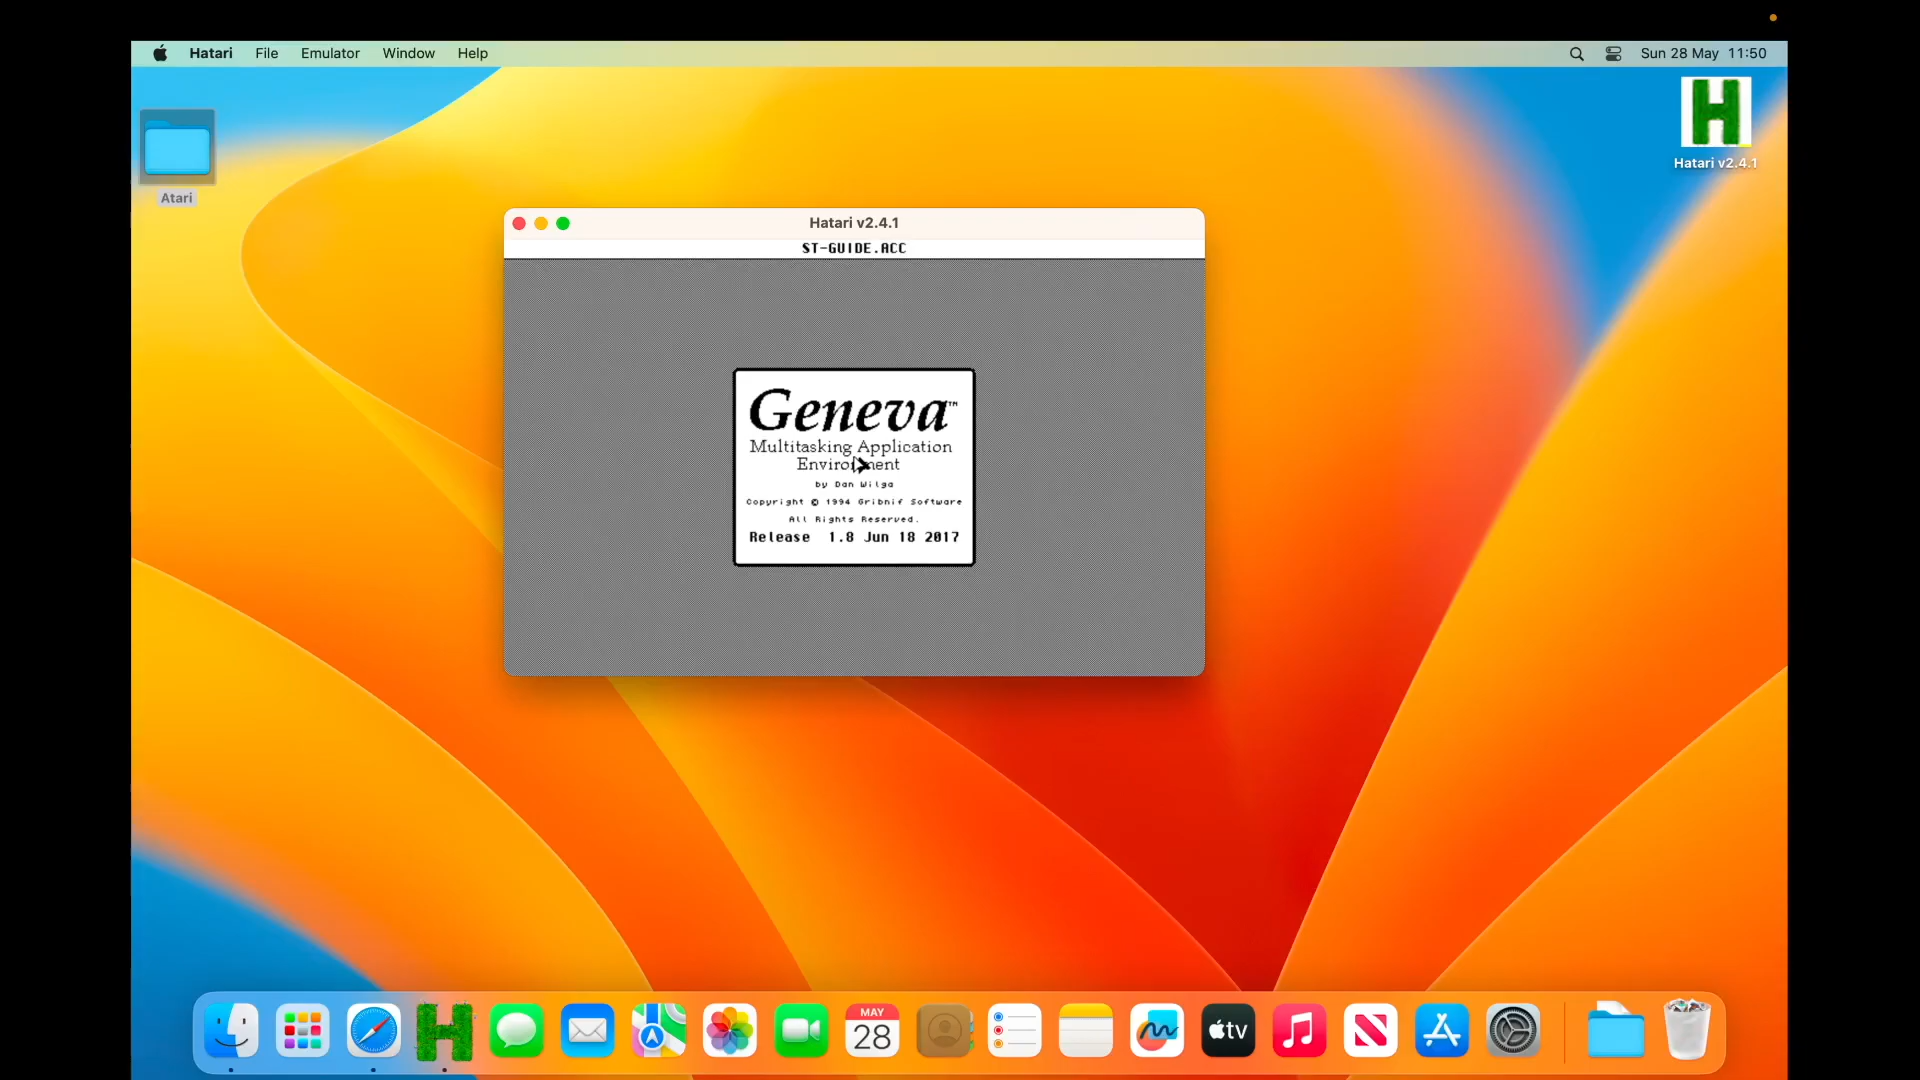 Hatari File Emulator Window Help Sun 28 May 11:50
Atari
H
Hatari v2.4.1
Hatari v2.4.1
ST-GUIDE.ACC
Geneva™
Multitasking Application
Environment
by Dan Wilga
Copyright © 1994 Gribnif Software
All Rights Reserved.
Release 1.8 Jun 18 2017
H
MAY
28
tv